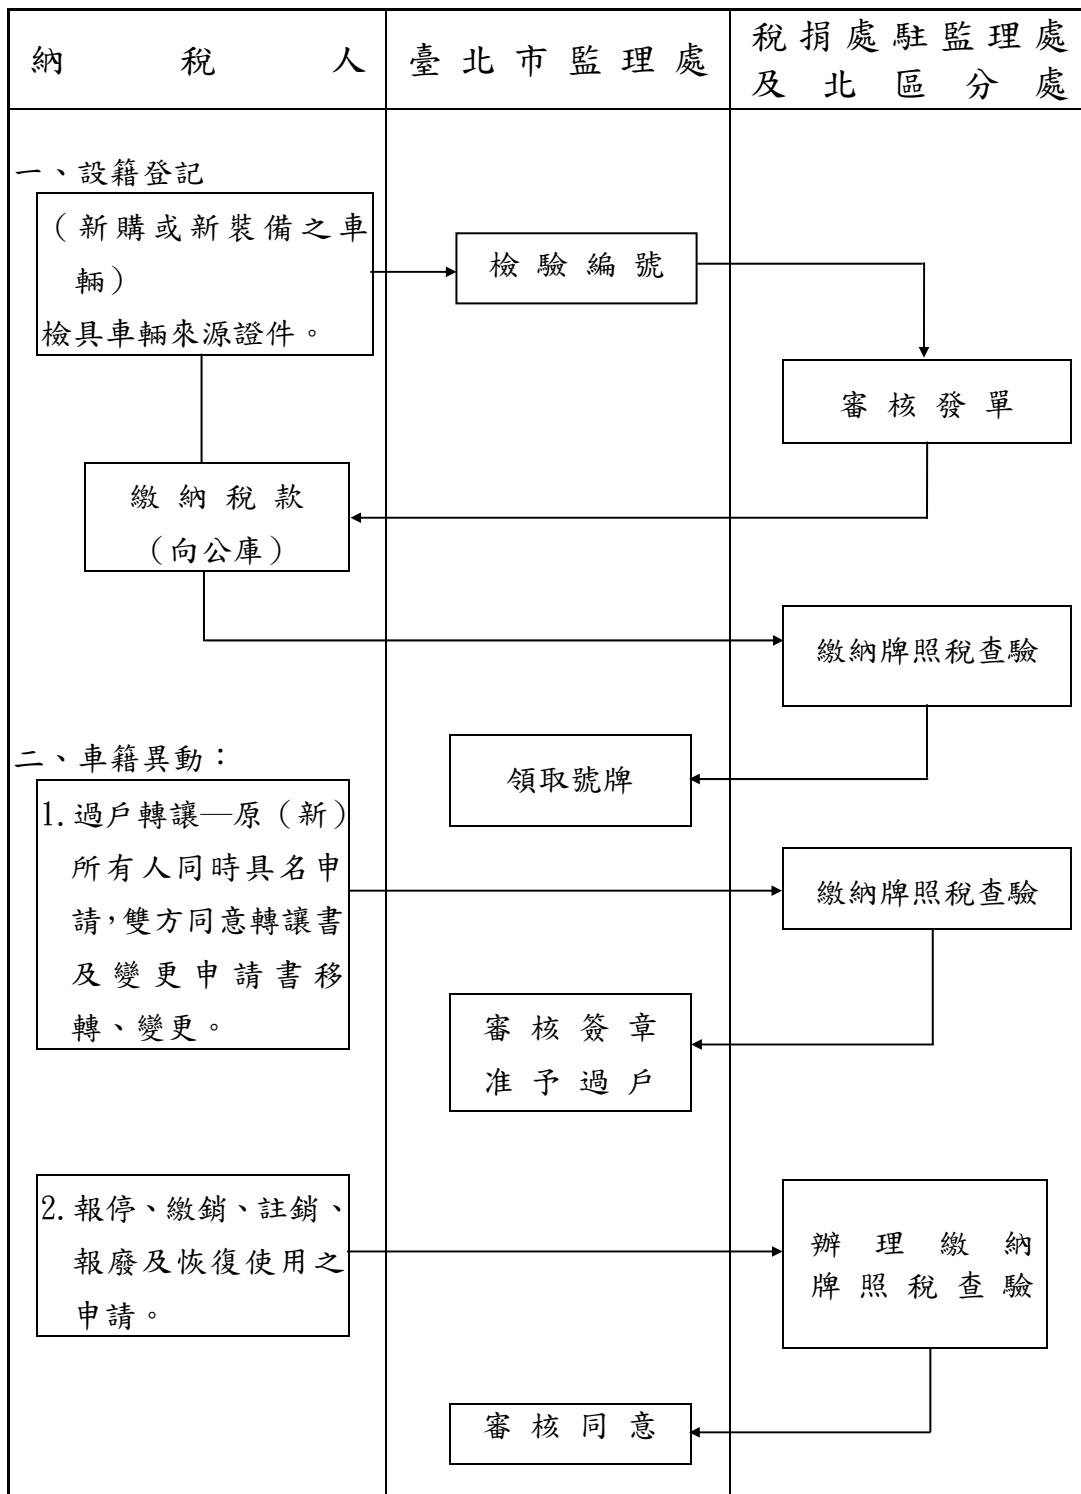 納稅人
臺北市監理處
稅捐處駐監理處
及北區分處
一、設籍登記
（新購或新裝備之車
輛）
檢具車輛來源證件。
檢驗編號
審核發單
繳納稅款
（向公庫）
繳納牌照稅查驗
領取號牌
二、車籍異動：
1.過戶轉讓—原（新）
所有人同時具名申
請，雙方同意轉讓書
及變更申請書移
轉、變更。
繳納牌照稅查驗
審核簽章
准予過戶
2.報停、繳銷、註銷、
報廢及恢復使用之
申請。
辦理繳納
牌照稅查驗
審核同意